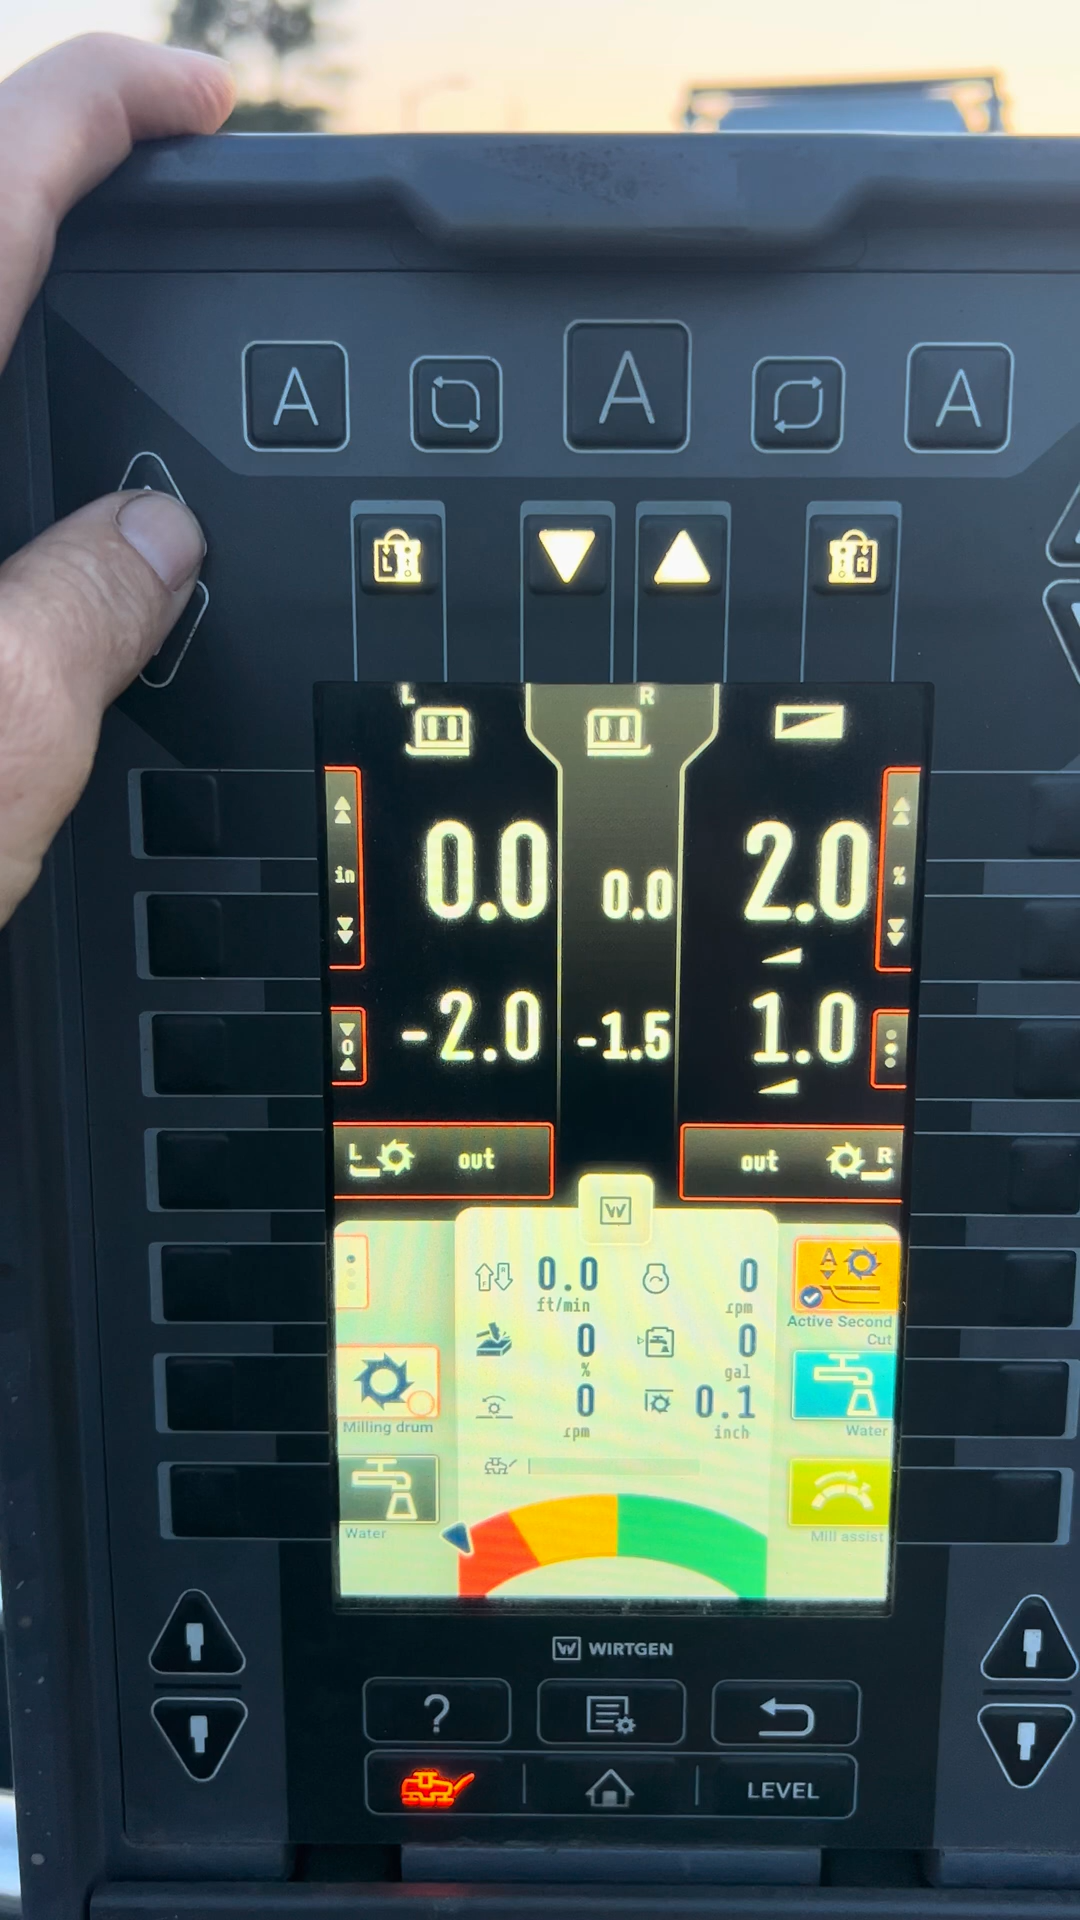 A A A
L R
L R
0.0 0.0 2.0
in %
-2.0 -1.5 1.0
0
L out out R
W
0.0 0
ft/min rpm
A
Active Second
Cut
0 0
% gal
0 0.1
rpm inch
Milling drum
Water
Water
Mill assist
W WIRTGEN
?
LEVEL